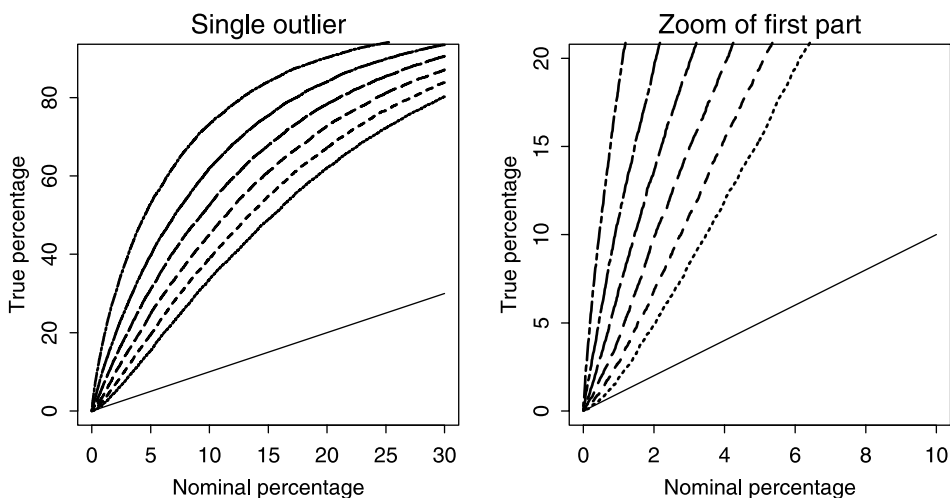 Single outlier
True percentage
80
60
40
20
0
0 5 10 15 20 25 30
Nominal percentage
Zoom of first part
True percentage
20
15
10
5
0
0 2 4 6 8 10
Nominal percentage